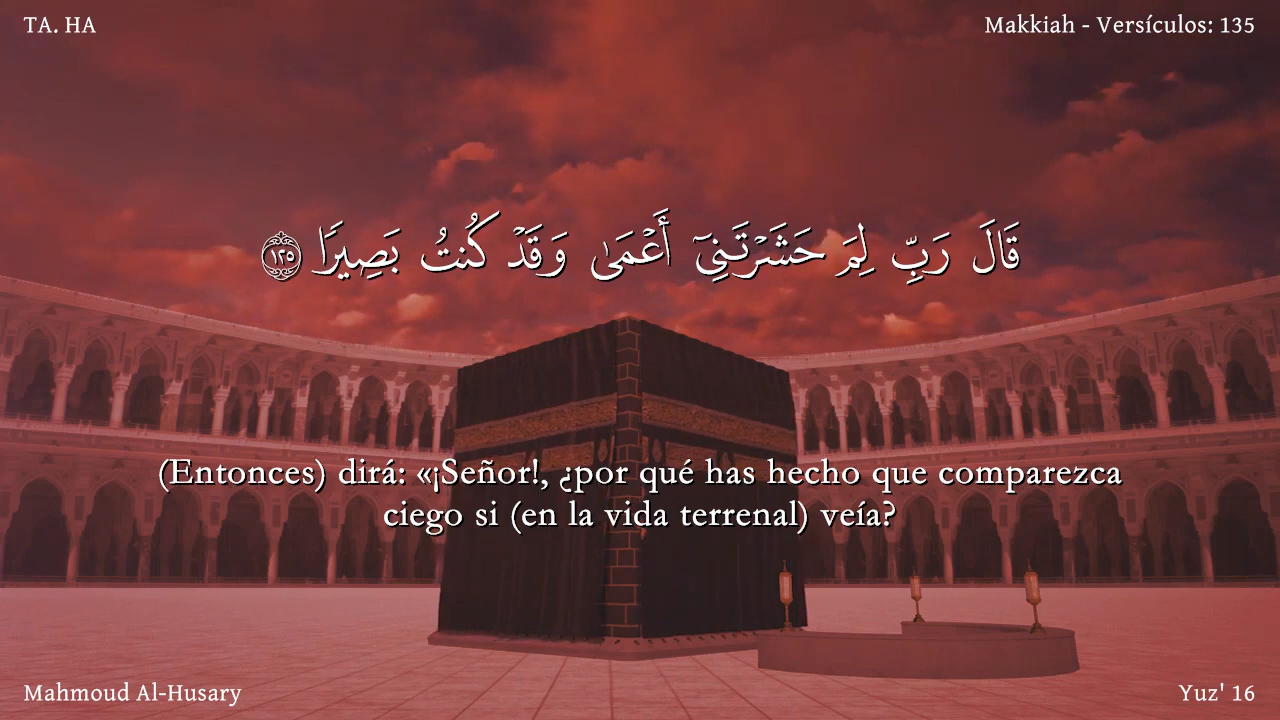 TA. HA
Makkiah - Versículos: 135
قَالَ رَبِّ لِمَ حَشَرْتَنِىٓ أَعْمَىٰ وَقَدْ كُنتُ بَصِيرًا ١٢٥
(Entonces) dirá: «¡Señor!, ¿por qué has hecho que comparezca
ciego si (en la vida terrenal) veía?
Mahmoud Al-Husary
Yuz' 16